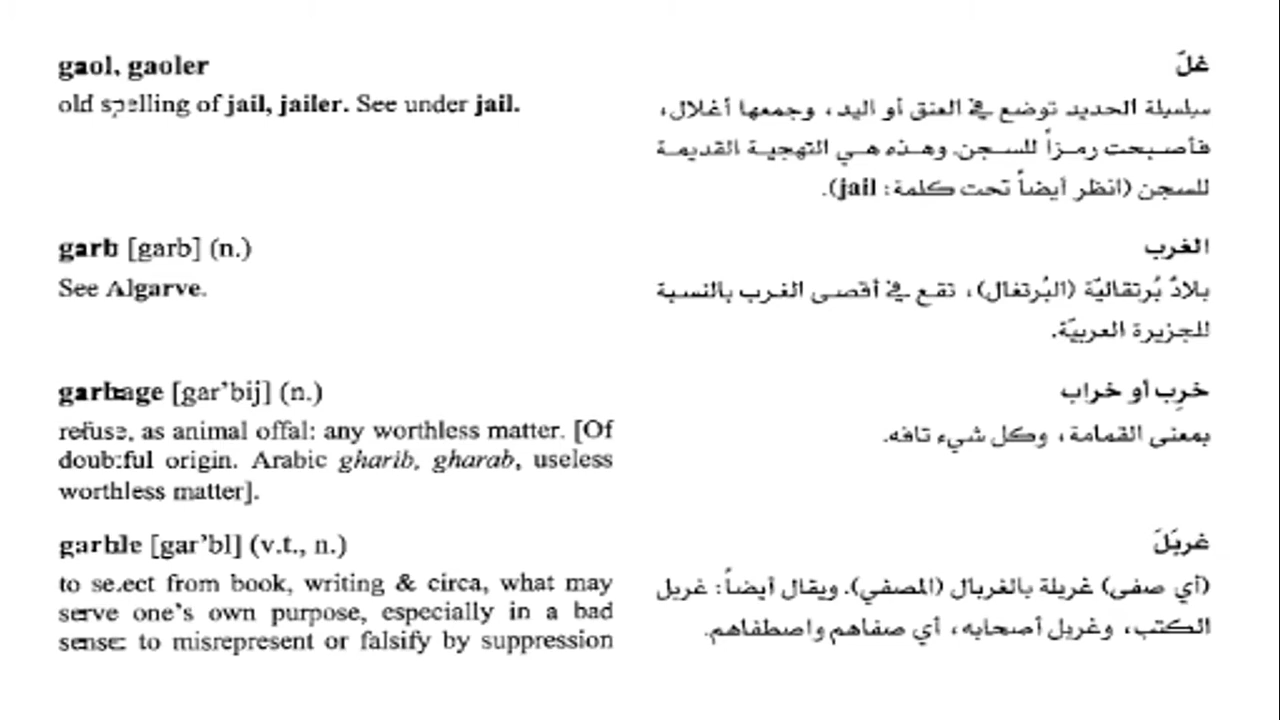 gaol, gaoler
old spelling of jail, jailer. See under jail.
غلّ
سلسلة الحديد توضع في العنق أو اليد، وجمعها أغلال،
فأصبحت رمزاً للسجن. وهذه هي التهجية القديمة
للسجن (انظر أيضاً تحت كلمة: jail).
garb [garb] (n.)
See Algarve.
الغرب
بلادٌ بُرتقاليّة (البُرتغال)، تقع في أقصى الغرب بالنسبة
للجزيرة العربيّة.
garbage [gar'bij] (n.)
refuse, as animal offal: any worthless matter. [Of
doubtful origin. Arabic gharib, gharab, useless
worthless matter].
خرِب أو خراب
بمعنى القمامة، وكل شيء تافه.
garble [gar'bl] (v.t., n.)
to select from book, writing & circa, what may
serve one's own purpose, especially in a bad
sense: to misrepresent or falsify by suppression
غربَلَ
(أي صفى) غربلة بالغربال (المصفي). ويقال أيضاً: غربل
الكتب، وغربل أصحابه، أي صفاهم واصطفاهم.